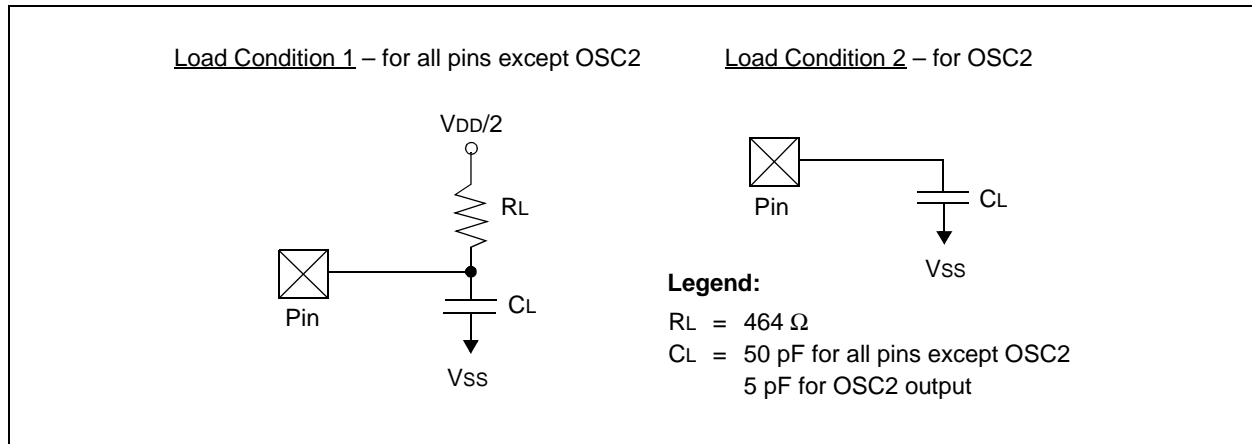 Load Condition 1 – for all pins except OSC2
VDD/2
RL
Pin
CL
VSS
Load Condition 2 – for OSC2
Pin
CL
VSS
Legend:
RL = 464 Ω
CL = 50 pF for all pins except OSC2
5 pF for OSC2 output